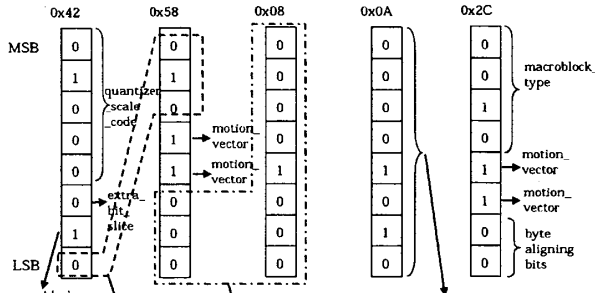 0x42 0x58 0x08 0x0A 0x2C
MSB 0 0 0 0 0
1 1 0 0 0 macroblock_
type
quantizer
0 0 0 0 1
_scale
_code
0 1 motion_
vector 0 0 0
0 1 motion_
vector 1 1 1 motion_
vector
0 extra_
bit_
slice 0 0 0 1 motion_
vector
1 0 0 1 0 byte
aligning
bits
LSB 0 0 0 0 0